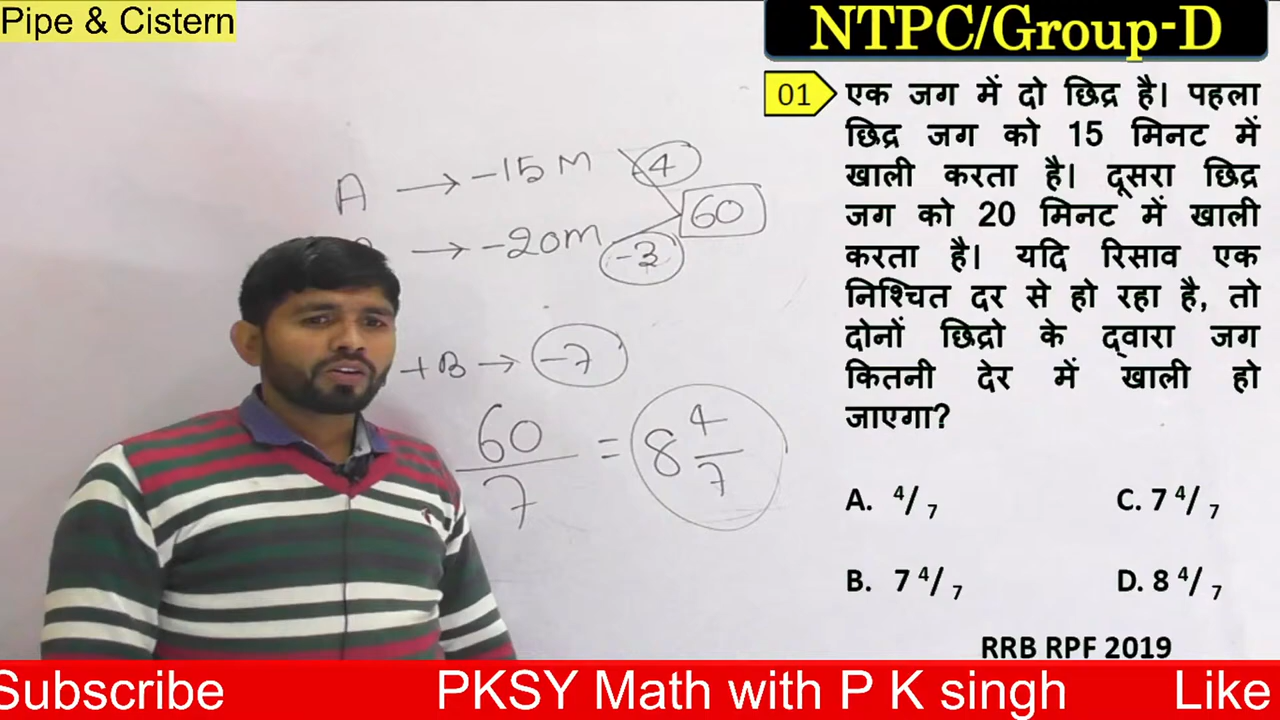 Pipe & Cistern
NTPC/Group-D
01
एक जग में दो छिद्र है। पहला
छिद्र जग को 15 मिनट में
खाली करता है। दूसरा छिद्र
जग को 20 मिनट में खाली
करता है। यदि रिसाव एक
निश्चित दर से हो रहा है, तो
दोनों छिद्रो के द्वारा जग
कितनी देर में खाली हो
जाएगा?
A. 4/7 C. 7 4/7
B. 7 4/7 D. 8 4/7
RRB RPF 2019
A → -15 M -4
60
→ -20M -3
+B → -7
60/7 = 8 4/7
Subscribe PKSY Math with P K singh Like